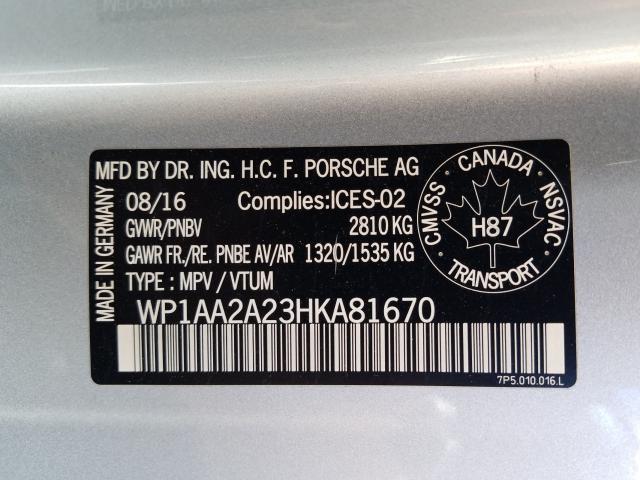 MADE IN GERMANY
MFD BY DR. ING. H.C. F. PORSCHE AG
08/16 Complies:ICES-02
GVWR/PNBV 2810 KG
GAWR FR./RE. PNBE AV/AR 1320/1535 KG
TYPE : MPV / VTUM
WP1AA2A23HKA81670
CANADA
CMVSS
NSVAC
H87
TRANSPORT
7P5.010.016.L